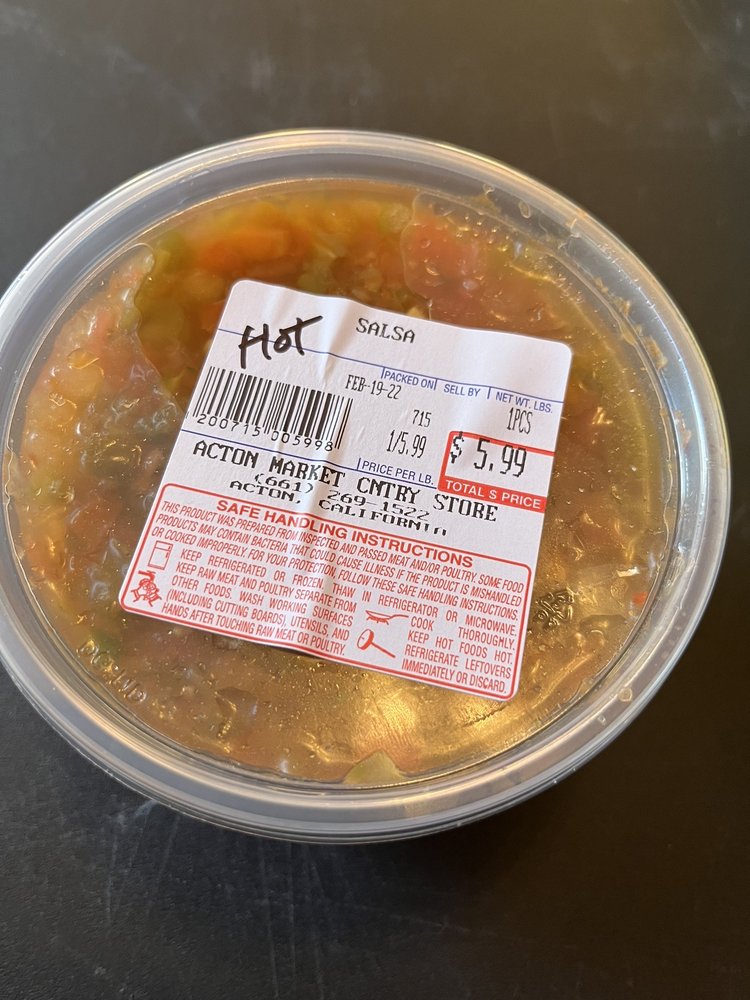 SALSA
Hot
PACKED ON SELL BY NET WT. LBS.
FEB-19-22
715 1PCS
1/5.99 $ 5.99
200715 005998
PRICE PER LB. TOTAL $ PRICE
ACTON MARKET CNTRY STORE
(661) 269-1522
ACTON, CALIFORNIA
SAFE HANDLING INSTRUCTIONS
THIS PRODUCT WAS PREPARED FROM INSPECTED AND PASSED MEAT AND/OR POULTRY. SOME FOOD
PRODUCTS MAY CONTAIN BACTERIA THAT COULD CAUSE ILLNESS IF THE PRODUCT IS MISHANDLED
OR COOKED IMPROPERLY. FOR YOUR PROTECTION, FOLLOW THESE SAFE HANDLING INSTRUCTIONS.
KEEP REFRIGERATED OR FROZEN. THAW IN REFRIGERATOR OR MICROWAVE.
KEEP RAW MEAT AND POULTRY SEPARATE FROM
OTHER FOODS. WASH WORKING SURFACES
(INCLUDING CUTTING BOARDS), UTENSILS, AND
HANDS AFTER TOUCHING RAW MEAT OR POULTRY.
COOK THOROUGHLY.
KEEP HOT FOODS HOT.
REFRIGERATE LEFTOVERS
IMMEDIATELY OR DISCARD.